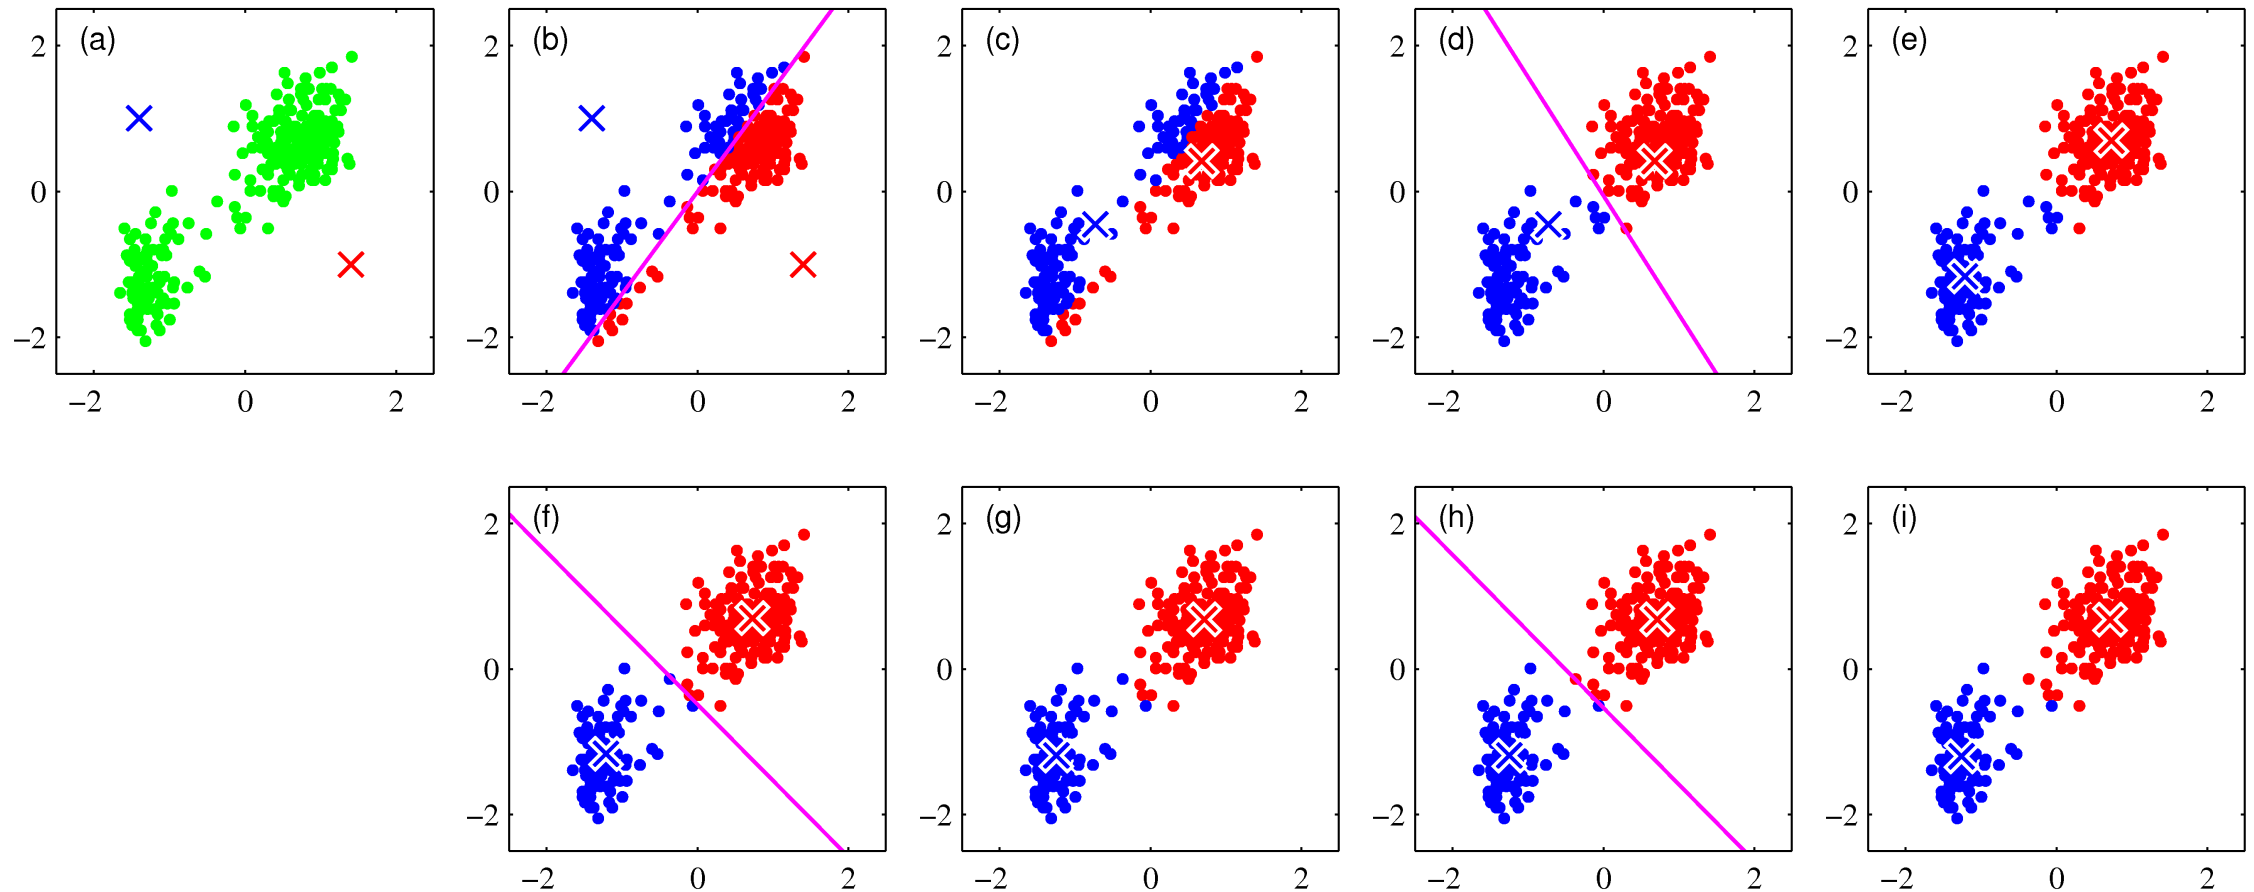 (a) (b) (c) (d) (e)
2 2 2 2 2
0 0 0 0 0
−2 −2 −2 −2 −2
−2 0 2 −2 0 2 −2 0 2 −2 0 2 −2 0 2
(f) (g) (h) (i)
2 2 2 2
0 0 0 0
−2 −2 −2 −2
−2 0 2 −2 0 2 −2 0 2 −2 0 2